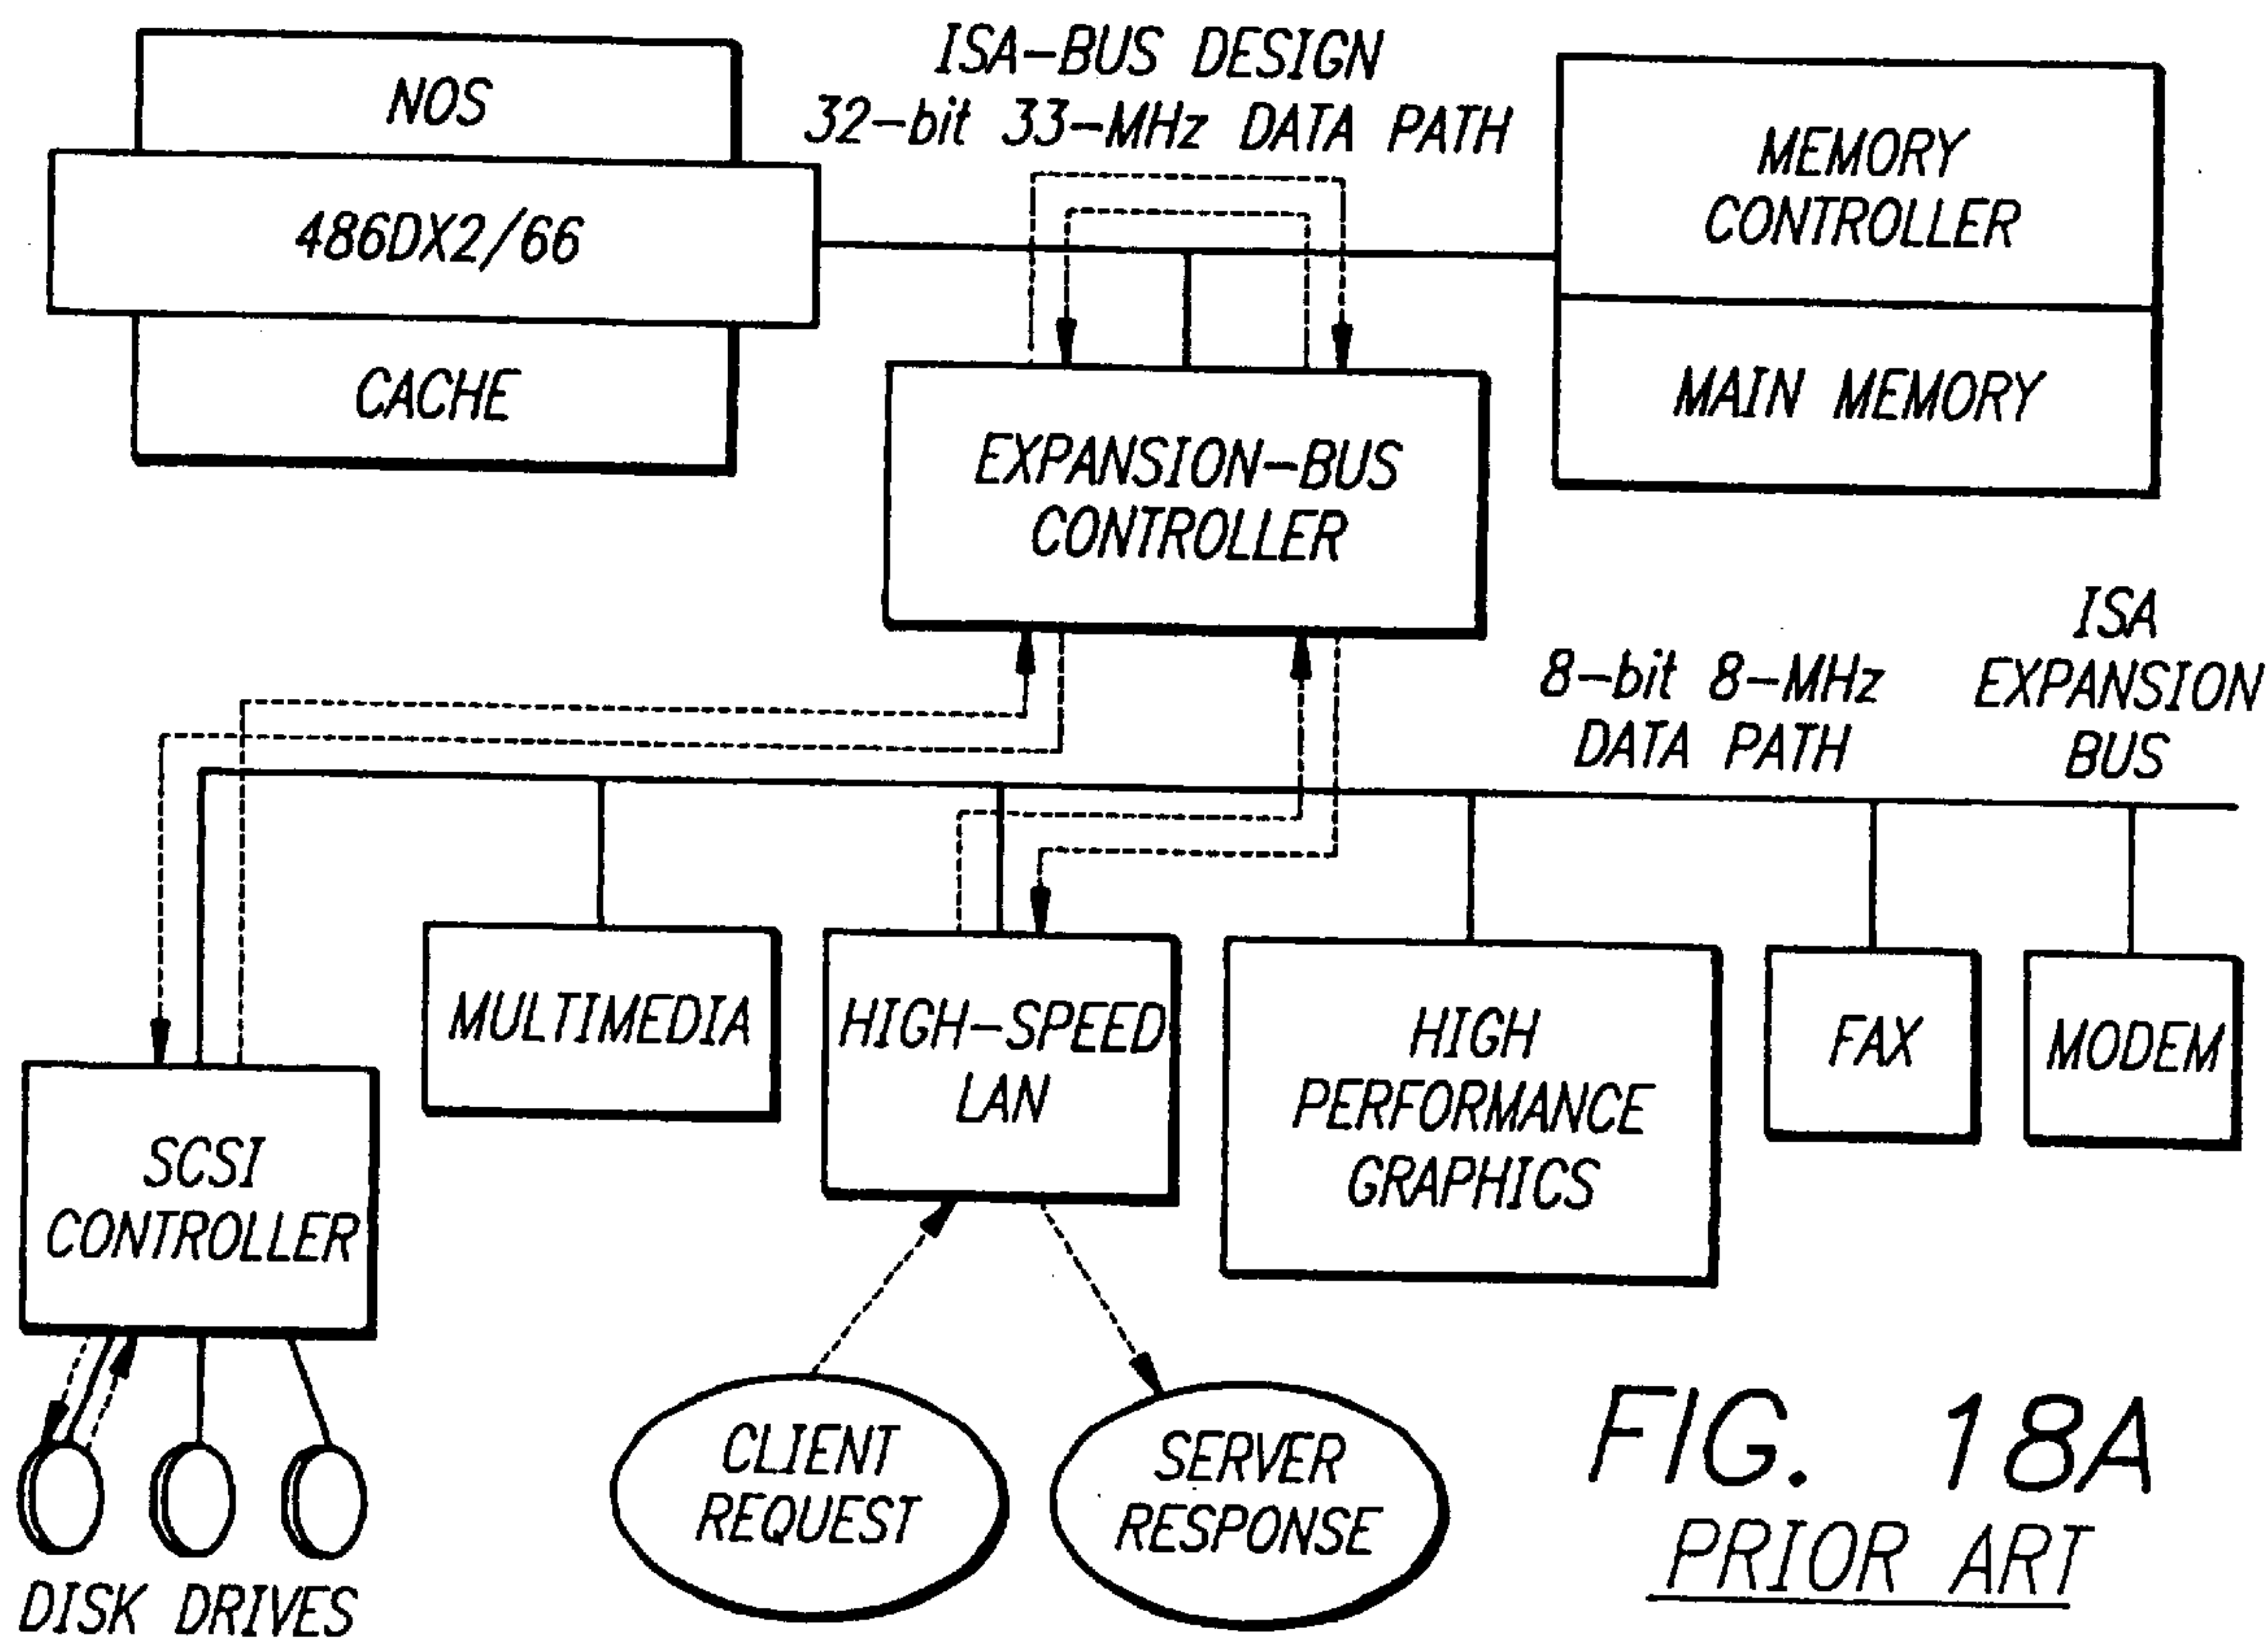 NOS
486DX2/66
CACHE
ISA-BUS DESIGN
32-bit 33-MHz DATA PATH
MEMORY
CONTROLLER
MAIN MEMORY
EXPANSION-BUS
CONTROLLER
8-bit 8-MHz
DATA PATH
ISA
EXPANSION
BUS
MULTIMEDIA
HIGH-SPEED
LAN
HIGH
PERFORMANCE
GRAPHICS
FAX
MODEM
SCSI
CONTROLLER
CLIENT
REQUEST
SERVER
RESPONSE
DISK DRIVES
FIG. 18A
PRIOR ART